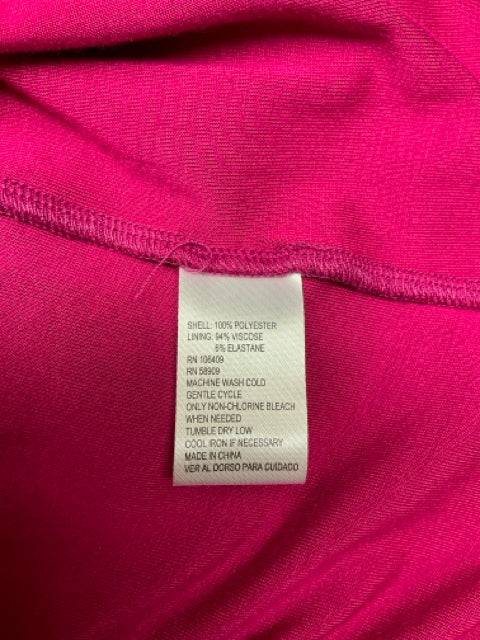 SHELL: 100% POLYESTER
LINING: 94% VISCOSE
6% ELASTANE
RN 106409
RN 58909
MACHINE WASH COLD
GENTLE CYCLE
ONLY NON-CHLORINE BLEACH
WHEN NEEDED
TUMBLE DRY LOW
COOL IRON IF NECESSARY
MADE IN CHINA
VER AL DORSO PARA CUIDADO